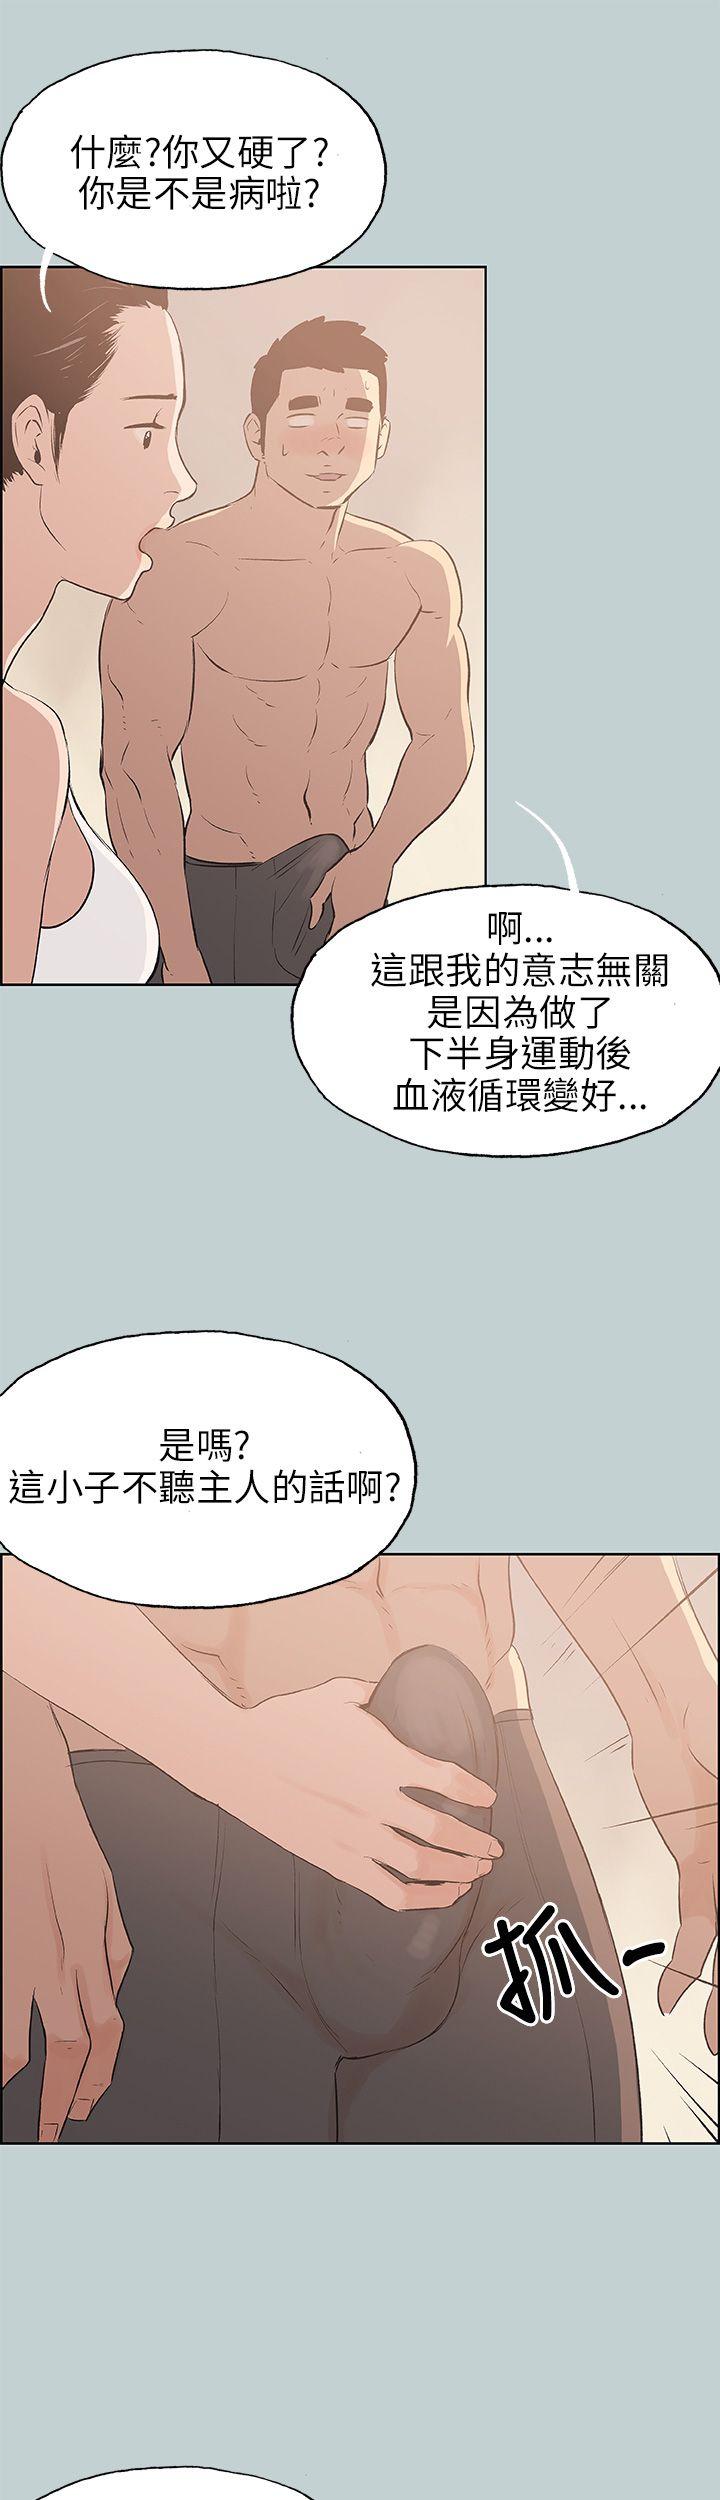 什麼?你又硬了?
你是不是病啦?
啊...
這跟我的意志無關
是因為做了
下半身運動後
血液循環變好...
是嗎?
這小子不聽主人的話啊?
抓-